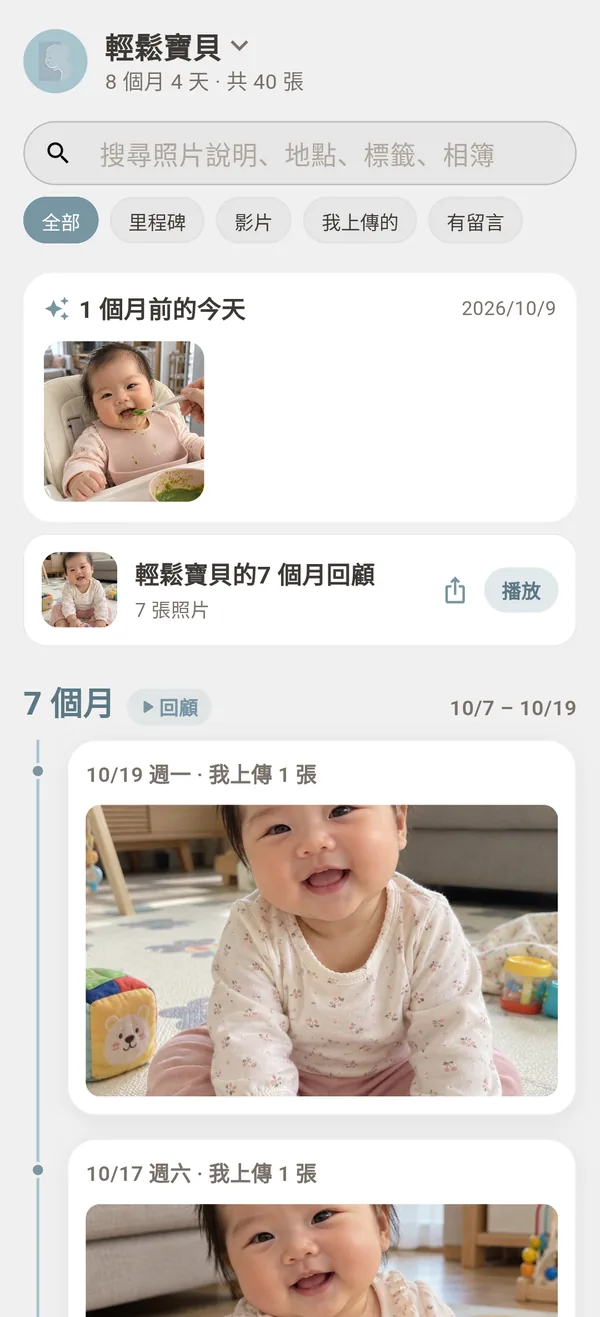 輕鬆寶貝
8 個月 4 天 · 共 40 張
搜尋照片說明、地點、標籤、相簿
全部 里程碑 影片 我上傳的 有留言
1 個月前的今天 2026/10/9
輕鬆寶貝的7 個月回顧
7 張照片
播放
7 個月 回顧 10/7 – 10/19
10/19 週一 · 我上傳 1 張
10/17 週六 · 我上傳 1 張